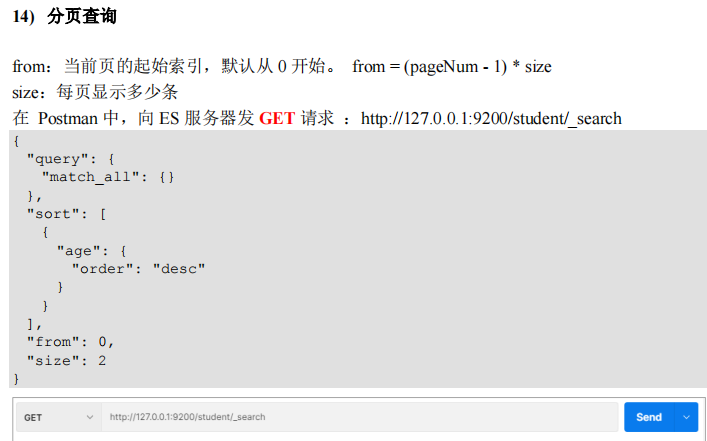 14) 分页查询
from：当前页的起始索引，默认从 0 开始。 from = (pageNum - 1) * size
size：每页显示多少条
在 Postman 中，向 ES 服务器发 GET 请求 ：http://127.0.0.1:9200/student/_search
{
  "query": {
    "match_all": {}
  },
  "sort": [
    {
      "age": {
        "order": "desc"
      }
    }
  ],
  "from": 0,
  "size": 2
}
GET http://127.0.0.1:9200/student/_search Send